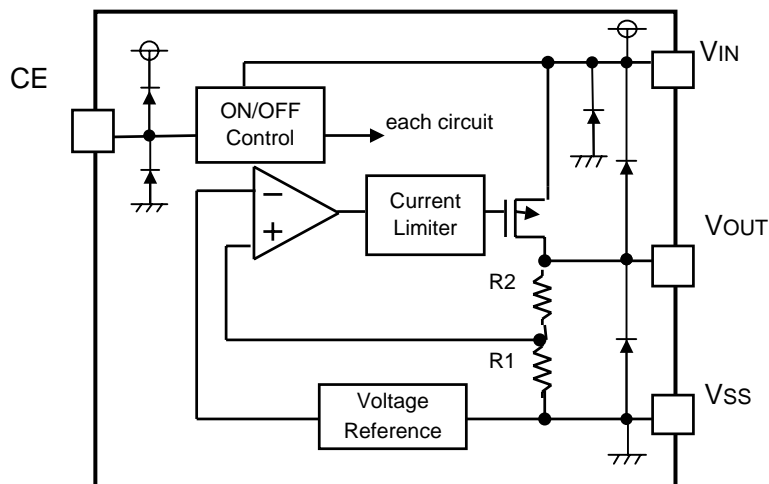 VIN
CE
ON/OFF
Control
each circuit
−
+
Current
Limiter
VOUT
R2
R1
Voltage
Reference
VSS